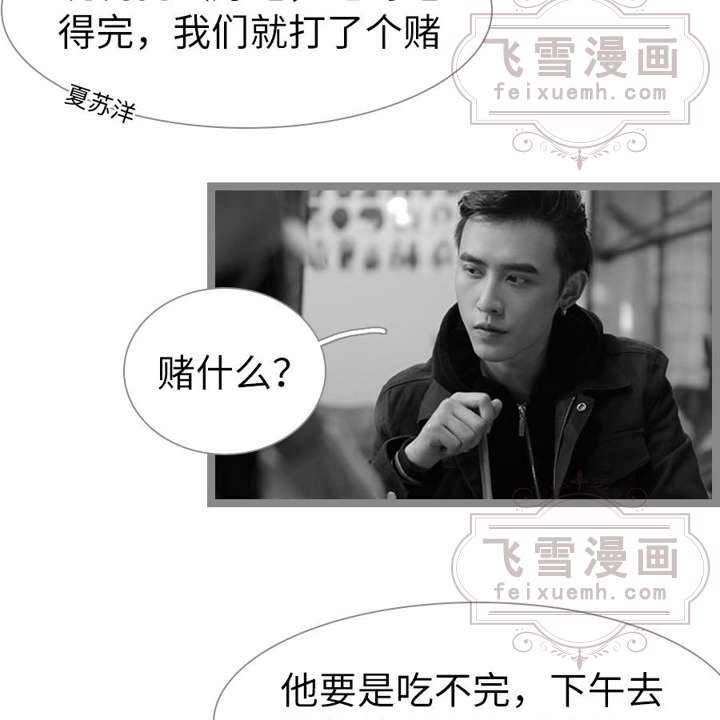 得完，我们就打了个赌
夏苏洋
飞雪漫画
feixuemh.com
赌什么？
飞雪漫画
feixuemh.com
他要是吃不完，下午去